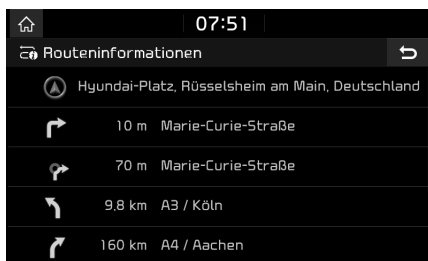 07:51
Routeninformationen
Hyundai-Platz, Rüsselsheim am Main, Deutschland
10 m Marie-Curie-Straße
70 m Marie-Curie-Straße
9,8 km A3 / Köln
160 km A4 / Aachen